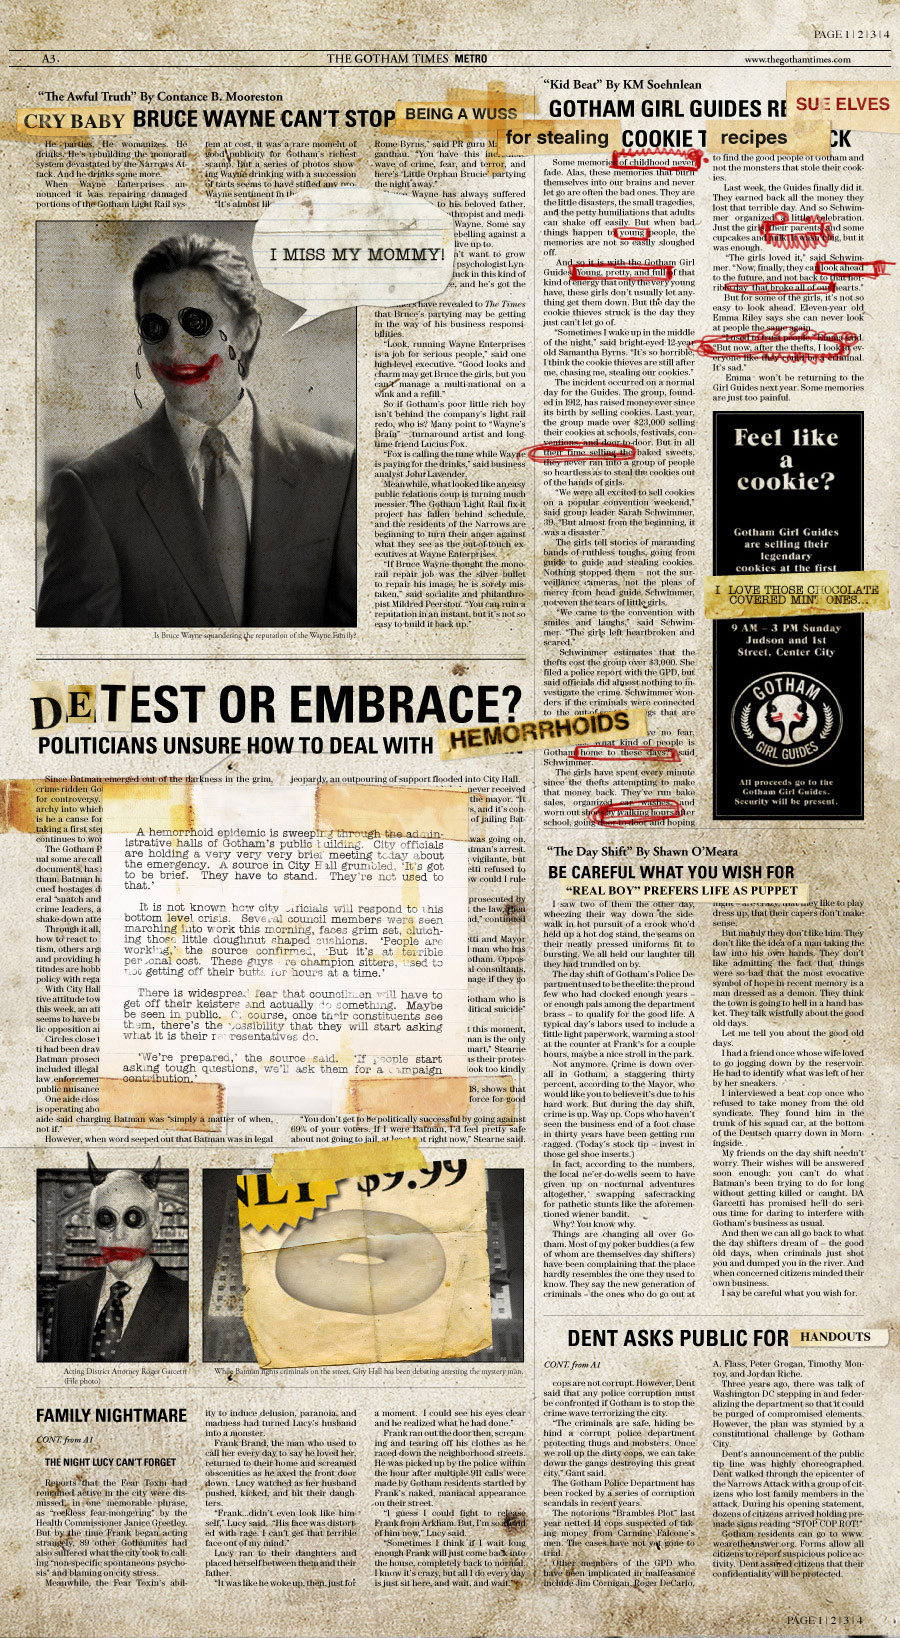 PAGE 1 | 2 | 3 | 4
A3.
THE GOTHAM TIMES METRO
www.thegothamtimes.com
"The Awful Truth" By Contance B. Mooreston
CRY BABY BRUCE WAYNE CAN'T STOP BEING A WUSS
He parties. He womanizes. He
drinks. He's rebuilding the monorail
system devastated by the Narrows At-
tack. And he drinks some more.
When Wayne Enterprises an-
nounced it was repairing damaged
portions of the Gotham Light Rail sys-
tem at cost, it was a rare moment of
good publicity for Gotham's richest
scamp. But a series of photos show-
ing Wayne drinking with a succession
of tarts seems to have stifled any pro-
Wayne sentiment in
"It's almost
Rome Byrns," said PR guru
ganthan. "You have this
wave of crime, fear, and terror, and
here's 'Little Orphan Bruce' partying
the night away."
Wayne has always suffered
to his beloved father,
thropist and medi-
Wayne. Some say
ebelling against a
live up to.
n't want to grow
psychologist Lyn-
uck in this kind of
ce, and he's got the
I MISS MY MOMMY!
have revealed to The Times
that Bruce's partying may be getting
in the way of his business responsi-
bilities.
"Look, running Wayne Enterprises
is a job for serious people," said one
high-level executive. "Good looks and
charm may get Bruce the girls, but you
can't manage a multi-national on a
wink and a refill."
So if Gotham's poor little rich boy
isn't behind the company's light rail
redo, who is? Many point to "Wayne's
Brain" – turnaround artist and long-
time friend Lucius Fox.
"Fox is calling the tune while Wayne
is paying for the drinks," said business
analyst John Lavender.
Meanwhile, what looked like an easy
public relations coup is turning much
messier. The Gotham Light Rail fix-it
project has fallen behind schedule,
and the residents of the Narrows are
beginning to turn their anger against
what they see as the out-of-touch ex-
ecutives at Wayne Enterprises.
"If Bruce Wayne thought the mono-
rail repair job was the silver bullet
to repair his image, he is sorely mis-
taken," said socialite and philanthro-
pist Mildred Peerston. "You can ruin a
reputation in an instant, but it's not so
easy to build it back up."
Is Bruce Wayne squandering the reputation of the Wayne Family?
DETEST OR EMBRACE?
POLITICIANS UNSURE HOW TO DEAL WITH HEMORRHOIDS
Since Batman emerged out of the darkness in the grim,
crime-ridden
for controversy.
archy into which
is he a cause for
taking a first step
continues to
The Gotham
ual some are call
documents, has
tham. Batman
cued hostages
eral "snatch and
crime leaders,
shake-down
Through it all,
how to react to
tism, others
and providing
titudes are
policy with rega
With City Hall
tive attitude
this week, an
seems to have
lic opposition
Circles close
ti had been draw
Batman prosec
included illegal
law enforcemen
public nuisance
One aide clos
is operating
aide said charging Batman was "simply a matter of when,
not if."
However, when word seeped out that Batman was in legal
jeopardy, an outpouring of support flooded into City Hall.
never received
the mayor. "It
s, and it's con-
of jailing Bat-
was going on,
tman's arrest.
vigilante, but
etti refused to
w could I rule
prosecuted by
the law,
continued
etti and Mayor
man who has
otham. Oppos-
al consultants,
nage if they go
Gotham who is
litical suicide"
t this moment,
man is the only
mart," Stearne
as their protes-
look too kindly
18, shows that
force for good
"You don't get to be politically successful by going against
69% of your voters. If I were Batman, I'd feel pretty safe
about not going to jail, at least not right now," Stearne said.
A hemorrhoid epidemic is sweeping through the admin-
istrative halls of Gotham's public building. City officials
are holding a very very very brief meeting today about
the emergency. A source in City Hall grumbled, 'It's got
to be brief. They have to stand. They're not used to
that.'
It is not known how city officials will respond to this
bottom level crisis. Several council members were seen
marching into work this morning, faces grim set, clutch-
ing those little doughnut shaped cushions. 'People are
working,' the source confirmed, 'But it's at terrible
personal cost. These guys are champion sitters, used to
not getting off their butts for hours at a time.'
There is widespread fear that councilmen will have to
get off their keisters and actually do something. Maybe
be seen in public. Of course, once their constituents see
them, there's the possibility that they will start asking
what it is their representatives do.
'We're prepared,' the source said. 'If people start
asking tough questions, we'll ask them for a campaign
contribution.'
NLY $9.99
Acting District Attorney Roger Garcetti
(File photo)
While Batman fights criminals on the street, City Hall has been debating arresting the mystery man.
FAMILY NIGHTMARE
CONT. from A1
THE NIGHT LUCY CAN'T FORGET
Reports that the Fear Toxin had
remained active in the city were dis-
missed, in one memorable phrase,
as "reckless fear-mongering" by the
Health Commissioner Janice Greetley.
But by the time Frank began acting
strangely, 89 other Gothamites had
also suffered what the city took to call-
ing "nonspecific spontaneous psycho-
sis" and blaming on city stress.
Meanwhile, the Fear Toxin's abil-
ity to induce delusion, paranoia, and
madness had turned Lucy's husband
into a monster.
Frank Brand, the man who used to
call her every day to say he loved her,
returned to their home and screamed
obscenities as he axed the front door
down. Lucy watched as her husband
pushed, kicked, and hit their daugh-
ters.
"Frank...didn't even look like him-
self," Lucy said. "His face was distort-
ed with rage. I can't get that terrible
face out of my mind."
Lucy ran to their daughters and
placed herself between them and their
father.
"It was like he woke up, then, just for
a moment. I could see his eyes clear
and he realized what he had done."
Frank ran out the door then, scream-
ing and tearing off his clothes as he
raced down the neighborhood streets.
He was picked up by the police within
the hour after multiple 911 calls were
made by Gotham residents startled by
Frank's naked, maniacal appearance
on their street.
"I guess I could fight to release
Frank from Arkham. But, I'm so
of him now," Lucy said.
"Sometimes I think if I wait long
enough Frank will just come back into
the house, completely back to normal.
I know it's crazy, but all I do every day
is just sit here, and wait, and wait."
"Kid Beat" By KM Soehnlean
GOTHAM GIRL GUIDES RE SUE ELVES
for stealing COOKIE T recipes CK
Some memories of childhood never
fade. Alas, these memories that burn
themselves into our brains and never
let go are often the bad ones. They are
the little disasters, the small tragedies,
and the petty humiliations that adults
can shake off easily. But when bad
things happen to young people, the
memories are not so easily sloughed
off.
And so it is with the Gotham Girl
Guides. Young, pretty, and full of that
kind of energy that only the very young
have, these girls don't usually let any-
thing get them down. But the day the
cookie thieves struck is the day they
just can't let go of.
"Sometimes I wake up in the middle
of the night," said bright-eyed 12-year
old Samantha Byrns. "It's so horrible.
I think the cookie thieves are still after
me, chasing me, stealing our cookies."
The incident occurred on a normal
day for the Guides. The group, found-
ed in 1912, has raised money ever since
its birth by selling cookies. Last year,
the group made over $23,000 selling
their cookies at schools, festivals, con-
ventions, and door-to-door. But in all
their time selling the baked sweets,
they never ran into a group of people
so heartless as to steal the cookies out
of the hands of girls.
"We were all excited to sell cookies
on a popular convention weekend,"
said group leader Sarah Schwimmer,
39. "But almost from the beginning, it
was a disaster."
The girls tell stories of marauding
bands of ruthless toughs, going from
guide to guide and stealing cookies.
Nothing stopped them – not the sur-
veillance cameras, not the pleas of
mercy from head guide Schwimmer,
not even the tears of little girls.
"We came to the convention with
smiles and laughs," said Schwim-
mer. "The girls left heartbroken and
scared."
Schwimmer estimates that the
thefts cost the group over $3,000. She
filed a police report with the GPD, but
said officials did almost nothing to in-
vestigate the crime. Schwimmer won-
ders if the criminals were connected
to the out-of gs that are
ve no fear,
what kind of people is
Gotham home to these days?" said
Schwimmer.
The girls have spent every minute
since the thefts attempting to make
that money back. They've run bake
sales, organized car washes, and
worn out shoes by walking hours after
school, going door to door and hoping
to find the good people of Gotham and
not the monsters that stole their cook-
ies.
Last week, the Guides finally did it.
They earned back all the money they
lost that terrible day. And so Schwim-
mer organized a little celebration.
Just the girls, their parents, and some
cupcakes and milk. It was nothing big, but it
was enough.
"The girls loved it," said Schwim-
mer. "Now, finally, they can look ahead
to the future, and not back to that hor-
rible day that broke all of our hearts."
But for some of the girls, it's not so
easy to look ahead. Eleven-year old
Emma Riley says she can never look
at people the same again.
"I used to trust people," Emma said.
"But now, after the thefts, I look at ev-
eryone like they could be a criminal.
It's sad."
Emma won't be returning to the
Girl Guides next year. Some memories
are just too painful.
Feel like
a
cookie?
Gotham Girl Guides
are selling their
legendary
cookies at the first
I LOVE THOSE CHOCOLATE
COVERED MINT ONES...
9 AM – 3 PM Sunday
Judson and 1st
Street, Center City
GOTHAM
GIRL GUIDES
All proceeds go to the
Gotham Girl Guides.
Security will be present.
"The Day Shift" By Shawn O'Meara
BE CAREFUL WHAT YOU WISH FOR
"REAL BOY" PREFERS LIFE AS PUPPET
I saw two of them the other day,
wheezing their way down the side-
walk in hot pursuit of a crook who'd
held up a hot dog stand, the seams on
their neatly pressed uniforms fit to
bursting. We all held our laughter till
they had trundled on by.
The day shift of Gotham's Police De-
partment used to be the elite: the proud
few who had clocked enough years –
or enough pals among the department
brass – to qualify for the good life. A
typical day's labors used to include a
little light paperwork, warming a stool
at the counter at Frank's for a couple
hours, maybe a nice stroll in the park.
Not anymore. Crime is down over-
all in Gotham, a staggering thirty
percent, according to the Mayor, who
would like you to believe it's due to his
hard work. But during the day shift,
crime is up. Way up. Cops who haven't
seen the business end of a foot chase
in thirty years have been getting run
ragged. (Today's stock tip – invest in
those gel shoe inserts.)
In fact, according to the numbers,
the local ne'er-do-wells seem to have
given up on nocturnal adventures
altogether, swapping safecracking
for pathetic stunts like the aforemen-
tioned wiener bandit.
Why? You know why.
Things are changing all over Go-
tham. Most of my poker buddies (a few
of whom are themselves day shifters)
have been complaining that the place
hardly resembles the one they used to
know. They say the new generation of
criminals – the ones who do go out at
night – are crazy, that they like to play
dress up, that their capers don't make
sense.
But mainly they don't like him. They
don't like the idea of a man taking the
law into his own hands. They don't
like admitting the fact that things
were so bad that the most evocative
symbol of hope in recent memory is a
man dressed as a demon. They think
the town is going to hell in a hand bas-
ket. They talk wistfully about the good
old days.
Let me tell you about the good old
days.
I had a friend once whose wife loved
to go jogging down by the reservoir.
He had to identify what was left of her
by her sneakers.
I interviewed a beat cop once who
refused to take money from the old
syndicate. They found him in the
trunk of his squad car, at the bottom
of the Deutsch quarry down in Morn-
ingside.
My friends on the day shift needn't
worry. Their wishes will be answered
soon enough: you can't do what
Batman's been trying to do for long
without getting killed or caught. DA
Garcetti has promised he'll do seri-
ous time for daring to interfere with
Gotham's business as usual.
And then we can all go back to what
the day shifters dream of – the good
old days, when criminals just shot
you and dumped you in the river. And
when concerned citizens minded their
own business.
I say be careful what you wish for.
DENT ASKS PUBLIC FOR HANDOUTS
CONT. from A1
cops are not corrupt. However, Dent
said that any police corruption must
be confronted if Gotham is to stop the
crime wave terrorizing the city.
"The criminals are safe, hiding be-
hind a corrupt police department
protecting thugs and mobsters. Once
we roll up the dirty cops, we can take
down the gangs destroying this great
city," Gant said.
The Gotham Police Department has
been rocked by a series of corruption
scandals in recent years.
The notorious "Brambles Plot" last
year netted 14 cops suspected of tak-
ing money from Carmine Falcone's
men. The cases have not yet gone to
trial.
Other members of the GPD who
have been implicated in malfeasance
include Jim Corrigan, Roger DeCarlo,
A. Flass, Peter Grogan, Timothy Mon-
roy, and Jordan Riche.
Three years ago, there was talk of
Washington DC stepping in and feder-
alizing the department so that it could
be purged of compromised elements.
However, the plan was stymied by a
constitutional challenge by Gotham
City.
Dent's announcement of the public
tip line was highly choreographed.
Dent walked through the epicenter of
the Narrows Attack with a group of cit-
izens who lost family members in the
attack. During his opening statement,
dozens of citizens arrived holding pre-
made signs reading "STOP COP ROT!"
Gotham residents can go to www.
wearetheanswer.org. Forms allow all
citizens to report suspicious police ac-
tivity. Dent assured citizens that their
confidentiality will be protected.
PAGE 1 | 2 | 3 | 4